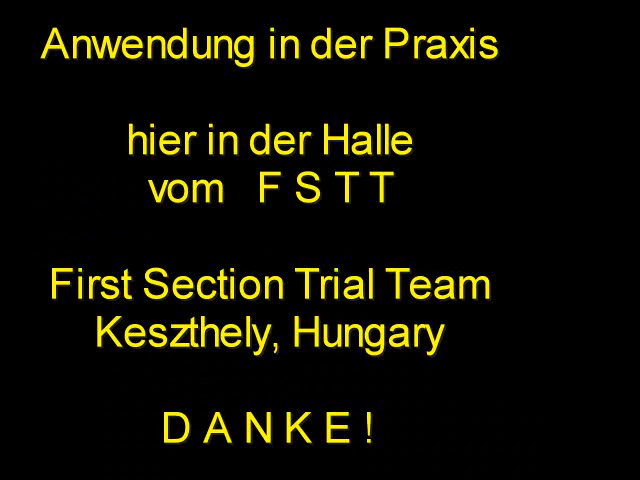 Anwendung in der Praxis
hier in der Halle
vom F S T T
First Section Trial Team
Keszthely, Hungary
D A N K E !